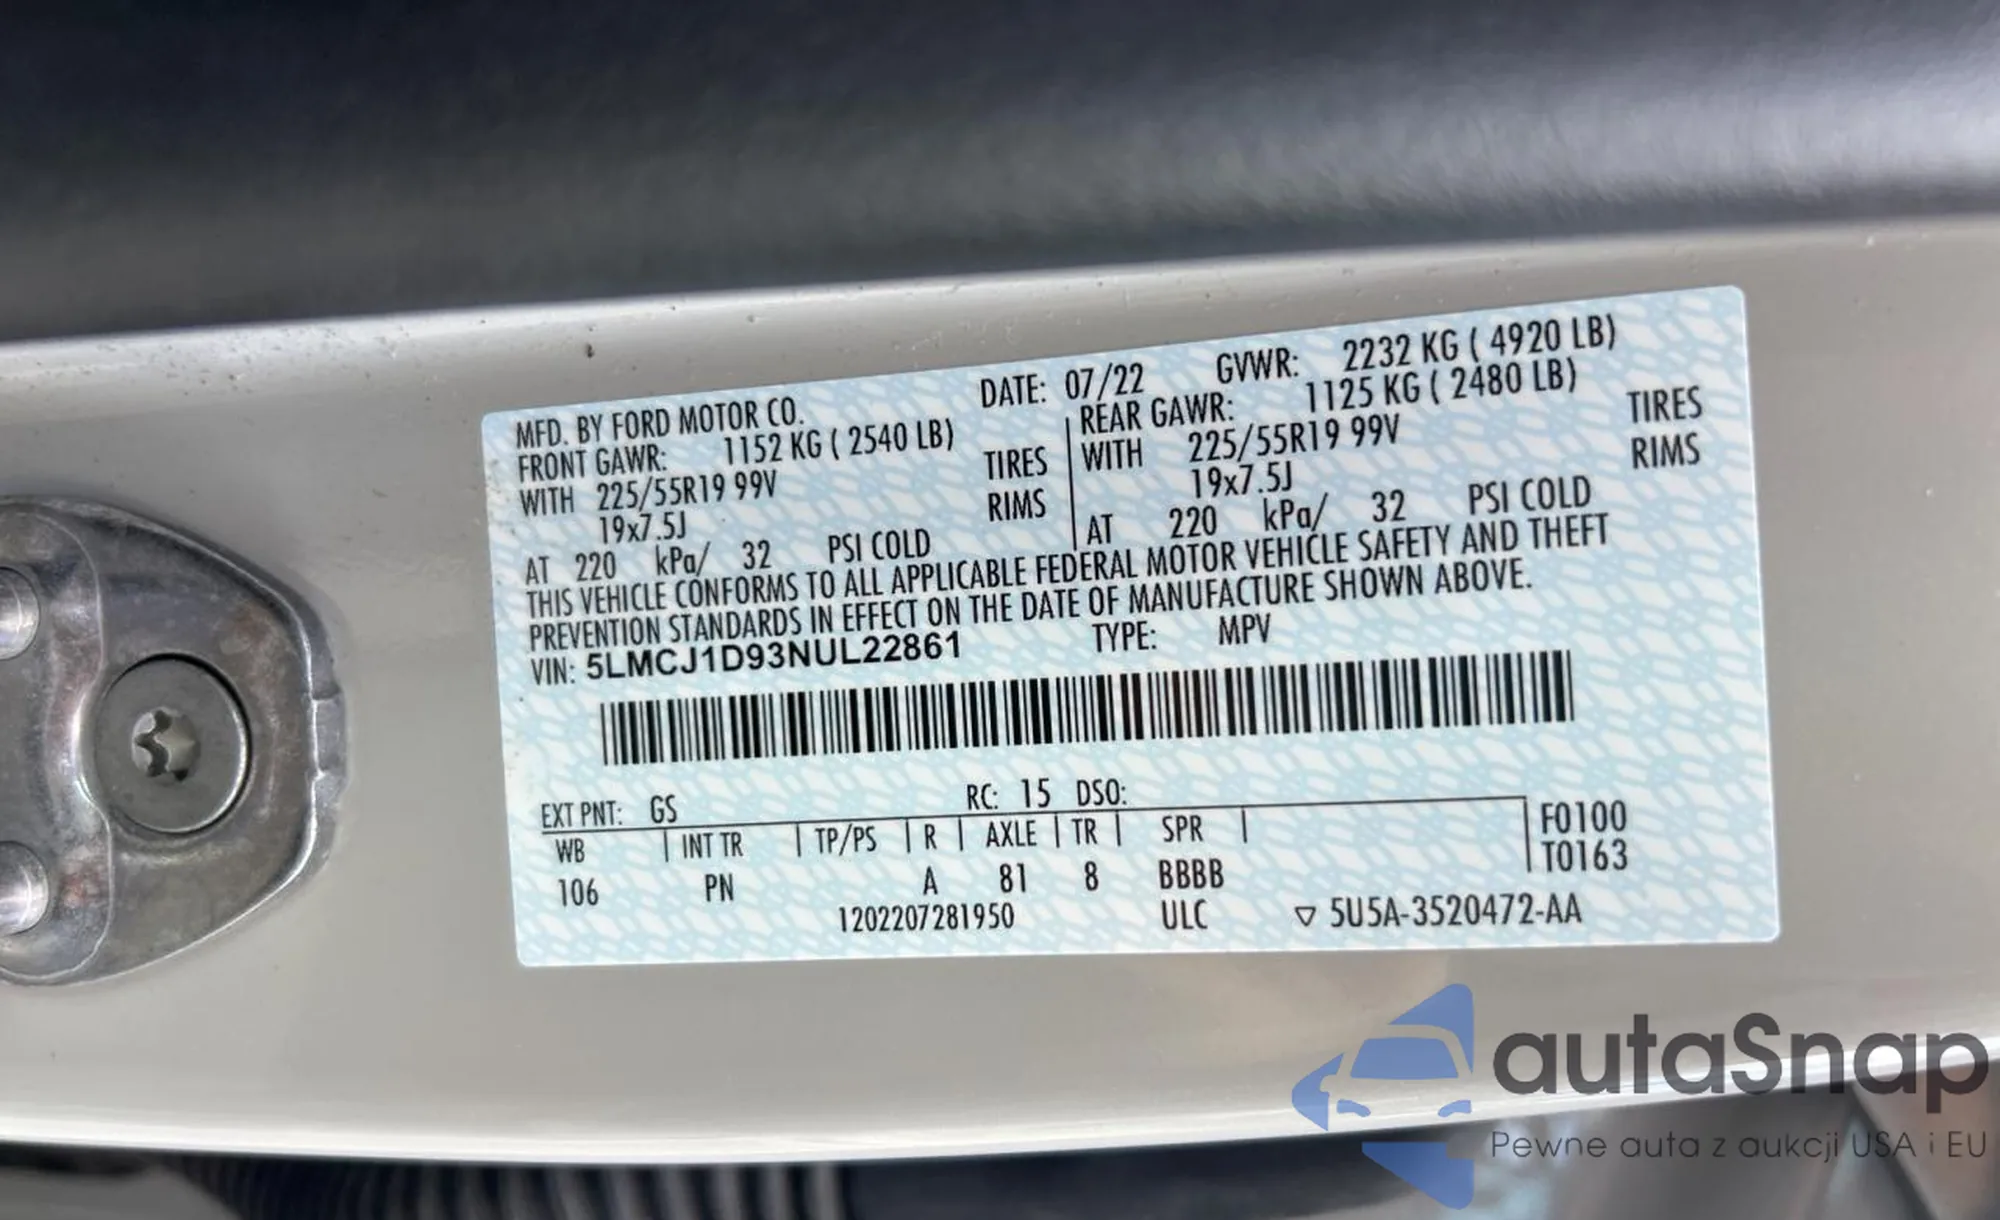 MFD. BY FORD MOTOR CO. DATE: 07/22 GVWR: 2232 KG ( 4920 LB)
FRONT GAWR: 1152 KG ( 2540 LB) REAR GAWR: 1125 KG ( 2480 LB)
WITH 225/55R19 99V TIRES WITH 225/55R19 99V TIRES
19x7.5J RIMS 19x7.5J RIMS
AT 220 kPa/ 32 PSI COLD AT 220 kPa/ 32 PSI COLD
THIS VEHICLE CONFORMS TO ALL APPLICABLE FEDERAL MOTOR VEHICLE SAFETY AND THEFT
PREVENTION STANDARDS IN EFFECT ON THE DATE OF MANUFACTURE SHOWN ABOVE.
VIN: 5LMCJ1D93NUL22861 TYPE: MPV
EXT PNT: GS RC: 15 DSO:
WB INT TR TP/PS R AXLE TR SPR F0100
T0163
106 PN A 81 8 BBBB
1202207281950 ULC ▽ 5U5A-3520472-AA
autaSnap
Pewne auta z aukcji USA i EU